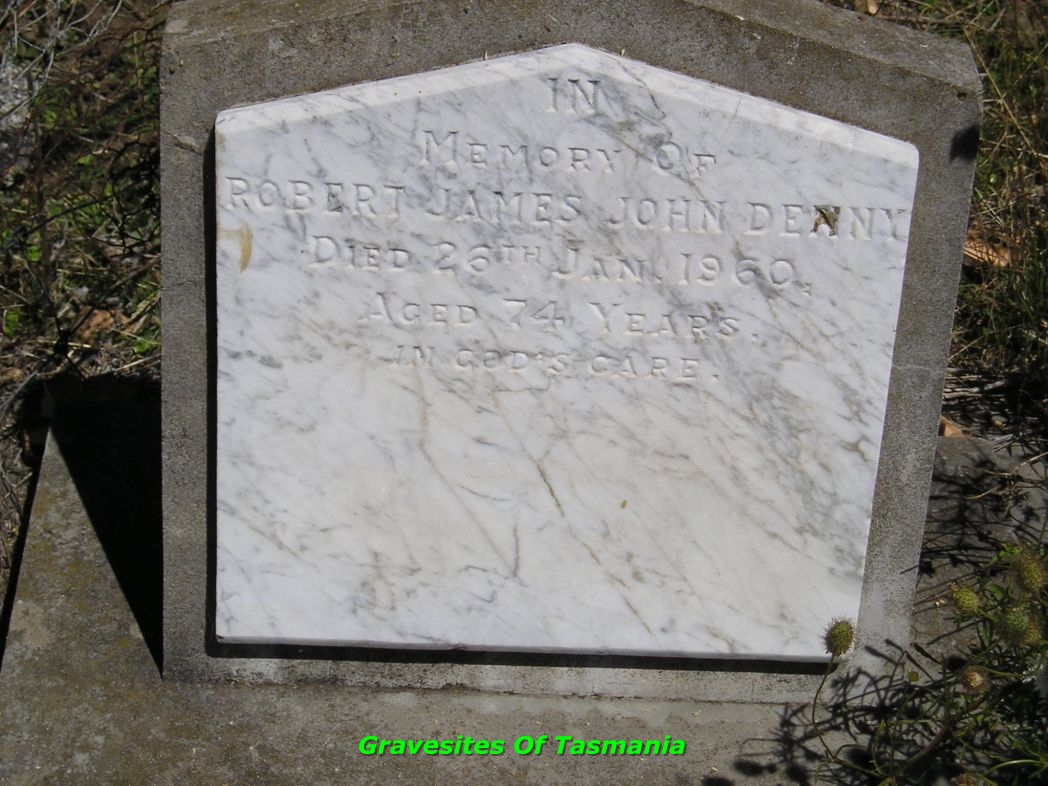 IN
MEMORY OF
ROBERT JAMES JOHN DENNY
DIED 26TH JAN. 1960,
AGED 74 YEARS.
IN GOD'S CARE.
Gravesites Of Tasmania